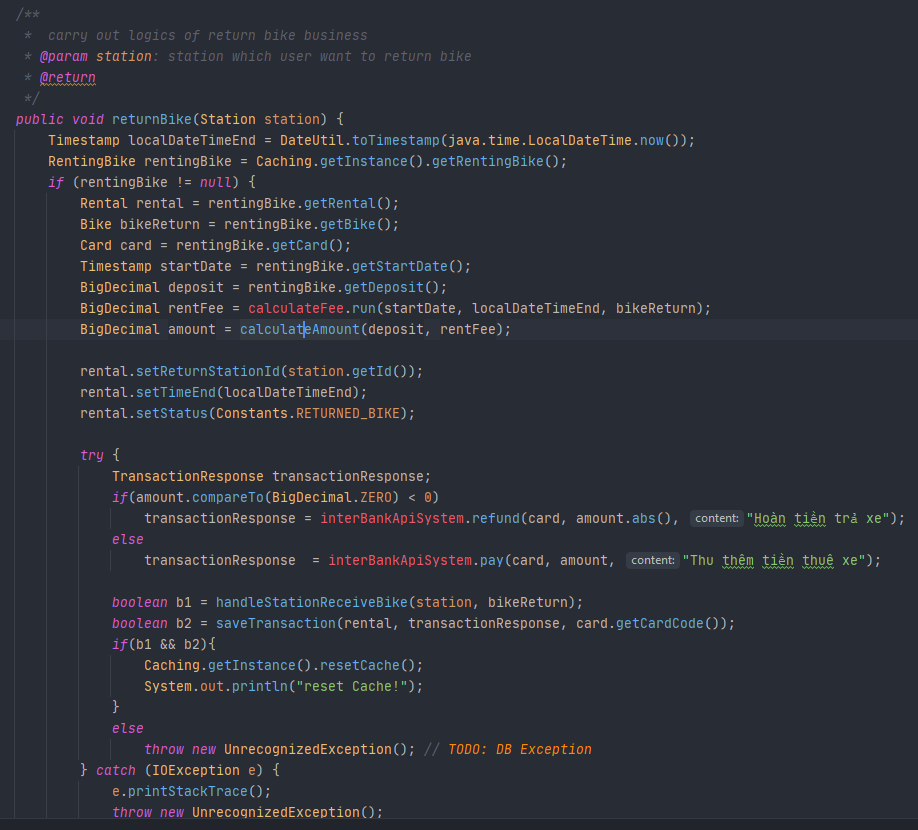 /**
 *  carry out logics of return bike business
 * @param station: station which user want to return bike
 * @return
 */
public void returnBike(Station station) {
    Timestamp localDateTimeEnd = DateUtil.toTimestamp(java.time.LocalDateTime.now());
    RentingBike rentingBike = Caching.getInstance().getRentingBike();
    if (rentingBike != null) {
        Rental rental = rentingBike.getRental();
        Bike bikeReturn = rentingBike.getBike();
        Card card = rentingBike.getCard();
        Timestamp startDate = rentingBike.getStartDate();
        BigDecimal deposit = rentingBike.getDeposit();
        BigDecimal rentFee = calculateFee.run(startDate, localDateTimeEnd, bikeReturn);
        BigDecimal amount = calculateAmount(deposit, rentFee);

        rental.setReturnStationId(station.getId());
        rental.setTimeEnd(localDateTimeEnd);
        rental.setStatus(Constants.RETURNED_BIKE);

        try {
            TransactionResponse transactionResponse;
            if(amount.compareTo(BigDecimal.ZERO) < 0)
                transactionResponse = interBankApiSystem.refund(card, amount.abs(), content: "Hoàn tiền trả xe");
            else
                transactionResponse  = interBankApiSystem.pay(card, amount, content: "Thu thêm tiền thuê xe");

            boolean b1 = handleStationReceiveBike(station, bikeReturn);
            boolean b2 = saveTransaction(rental, transactionResponse, card.getCardCode());
            if(b1 && b2){
                Caching.getInstance().resetCache();
                System.out.println("reset Cache!");
            }
            else
                throw new UnrecognizedException(); // TODO: DB Exception
        } catch (IOException e) {
            e.printStackTrace();
            throw new UnrecognizedException();